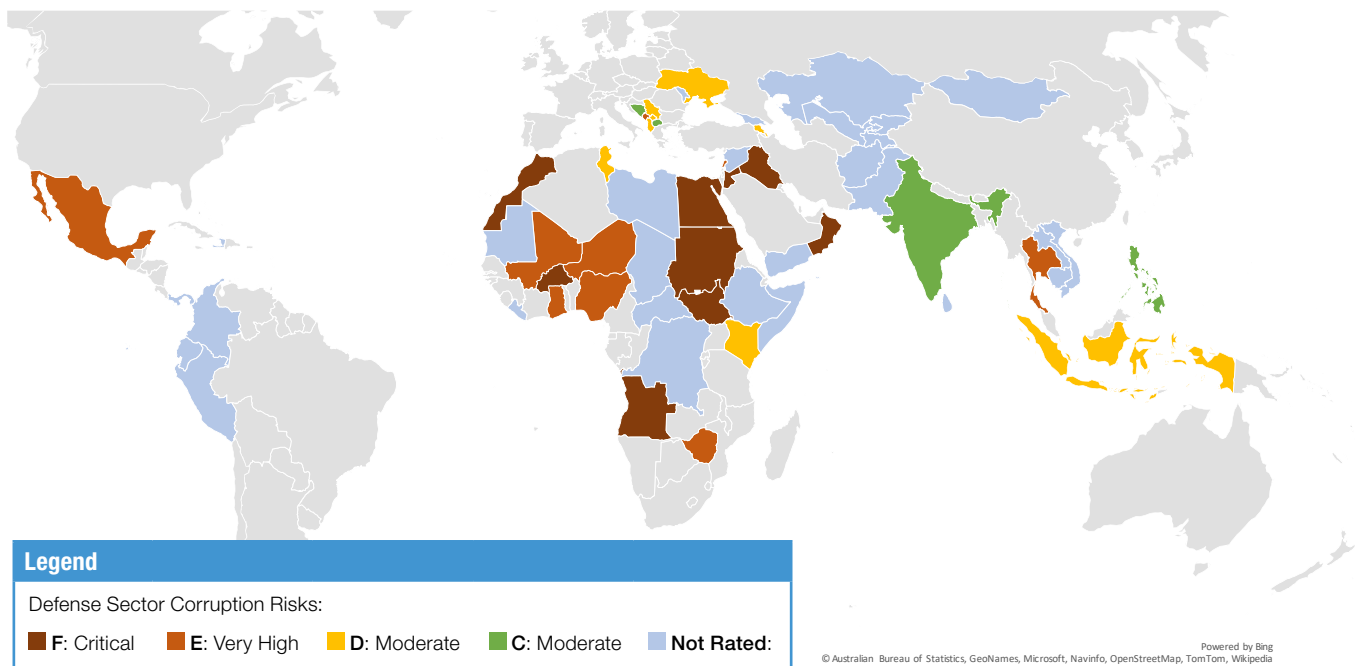 Legend
Defense Sector Corruption Risks:
F: Critical E: Very High D: Moderate C: Moderate Not Rated:
Powered by Bing
© Australian Bureau of Statistics, GeoNames, Microsoft, Navinfo, OpenStreetMap, TomTom, Wikipedia